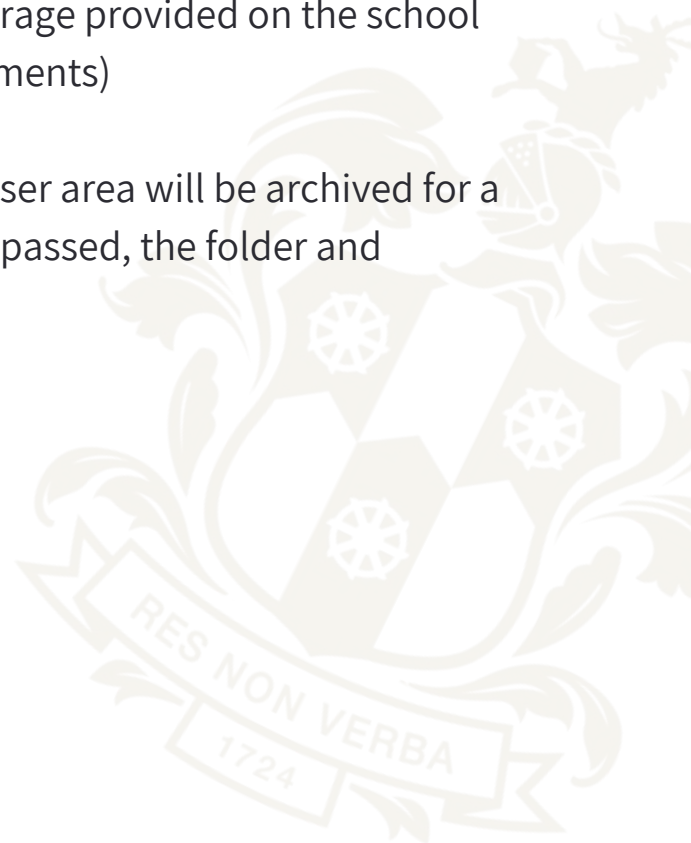 rage provided on the school
ments)
ser area will be archived for a
passed, the folder and
RES NON VERBA
1724